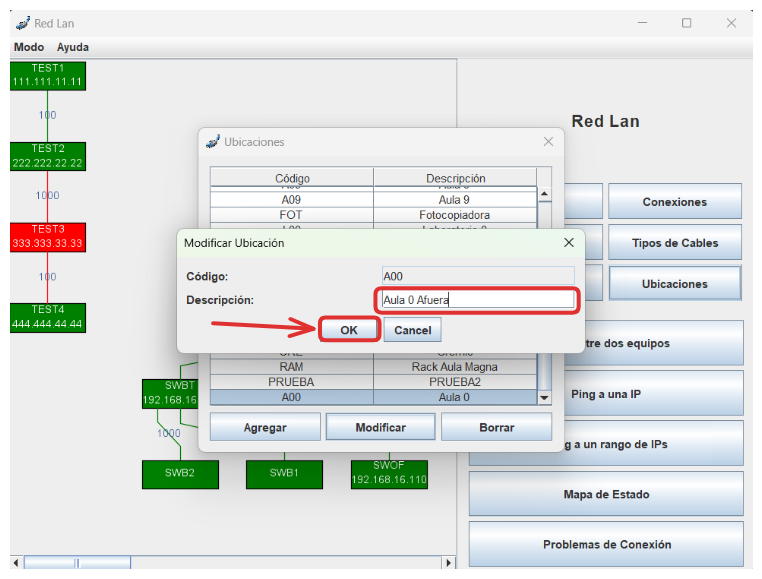 Red Lan
Modo Ayuda
TEST1
111.111.11.11
100
TEST2
222.222.22.22
1000
TEST3
333.333.33.33
100
TEST4
444.444.44.44
SWBT
192.168.16
1000
SWB2
SWB1
SWOF
192.168.16.110
Ubicaciones
Código Descripción
A09 Aula 9
FOT Fotocopiadora
Modificar Ubicación
Código: A00
Descripción: Aula 0 Afuera
OK Cancel
RAM Rack Aula Magna
PRUEBA PRUEBA2
A00 Aula 0
Agregar Modificar Borrar
Red Lan
Conexiones
Tipos de Cables
Ubicaciones
tre dos equipos
Ping a una IP
g a un rango de IPs
Mapa de Estado
Problemas de Conexión